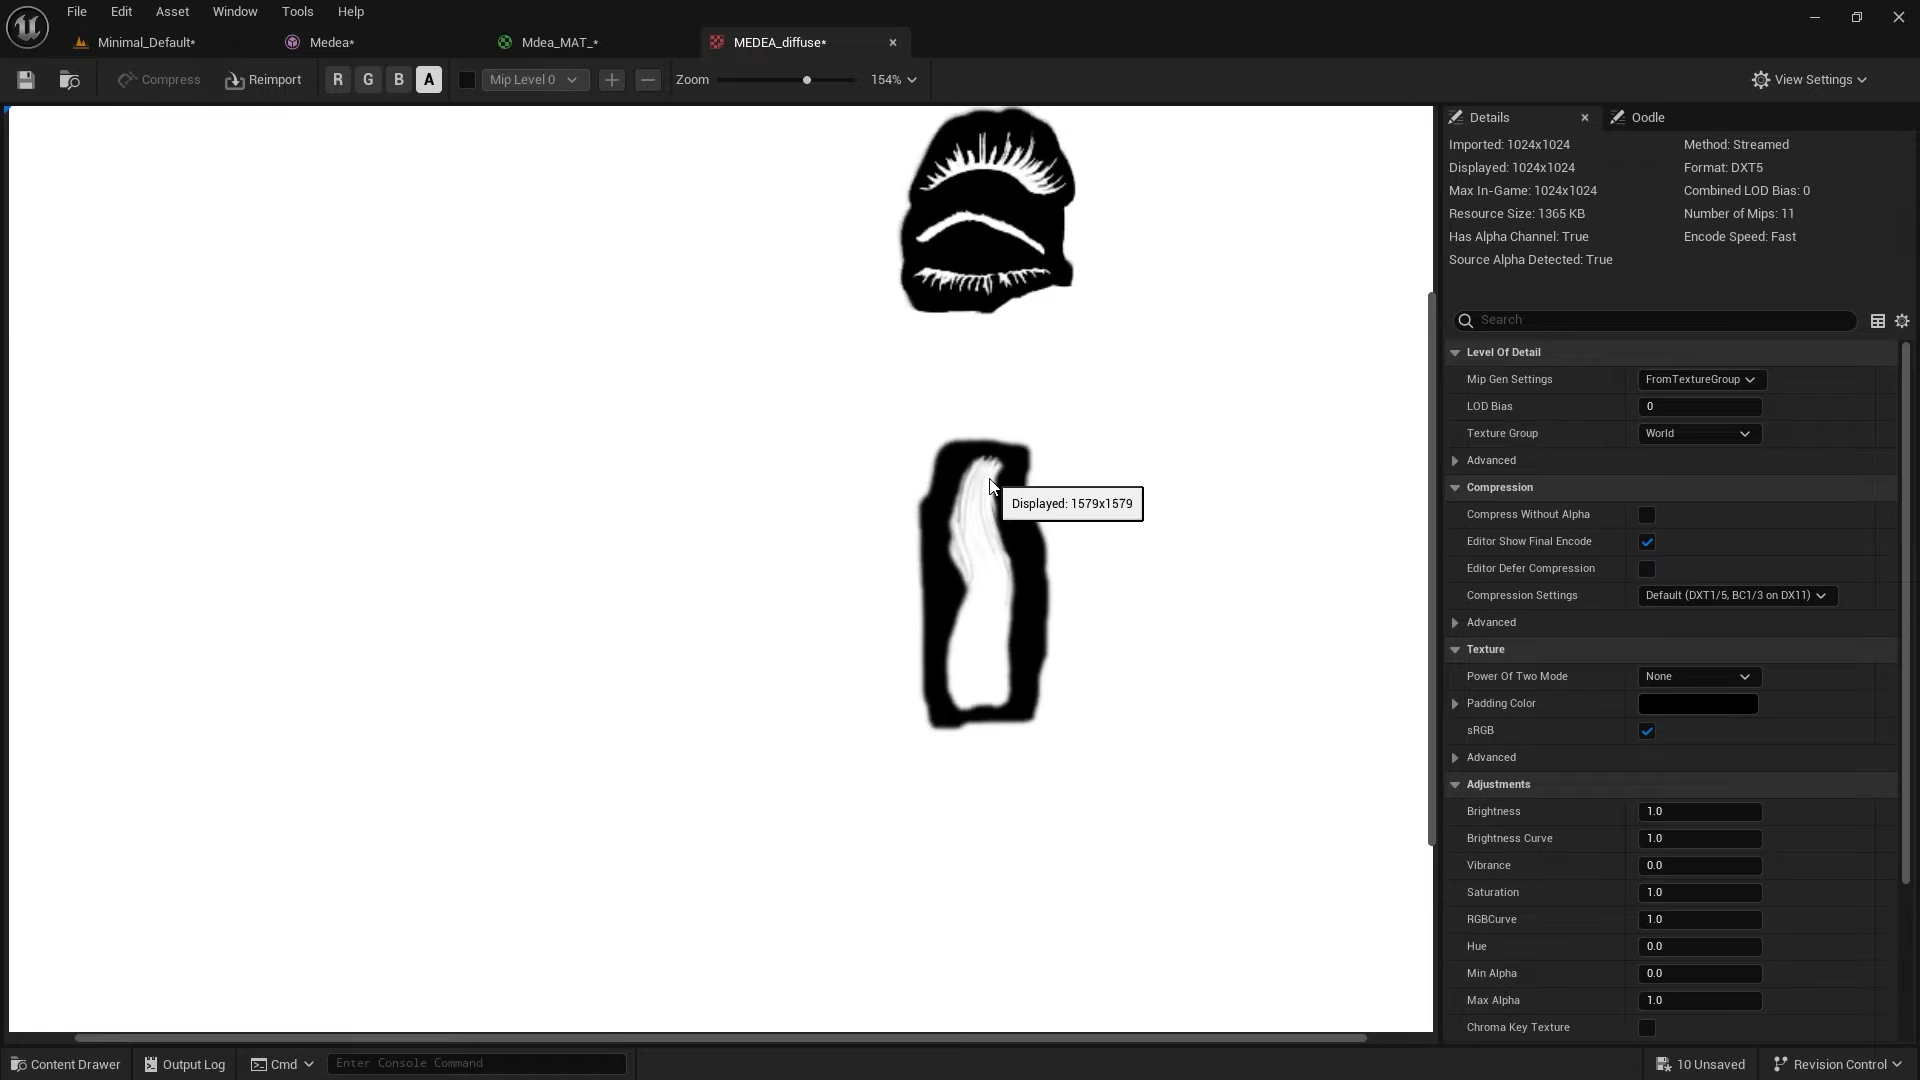 File Edit Asset Window Tools Help
Minimal_Default* Medea* Mdea_MAT_* MEDEA_diffuse*
Compress Reimport R G B A Mip Level 0 Zoom 154% View Settings
Details Oodle
Imported: 1024x1024 Method: Streamed
Displayed: 1024x1024 Format: DXT5
Max In-Game: 1024x1024 Combined LOD Bias: 0
Resource Size: 1365 KB Number of Mips: 11
Has Alpha Channel: True Encode Speed: Fast
Source Alpha Detected: True
Search
Level Of Detail
Mip Gen Settings FromTextureGroup
LOD Bias 0
Texture Group World
Advanced
Compression
Displayed: 1579x1579
Compress Without Alpha
Editor Show Final Encode
Editor Defer Compression
Compression Settings Default (DXT1/5, BC1/3 on DX11)
Advanced
Texture
Power Of Two Mode None
Padding Color
sRGB
Advanced
Adjustments
Brightness 1.0
Brightness Curve 1.0
Vibrance 0.0
Saturation 1.0
RGBCurve 1.0
Hue 0.0
Min Alpha 0.0
Max Alpha 1.0
Chroma Key Texture
Content Drawer Output Log Cmd Enter Console Command 10 Unsaved Revision Control